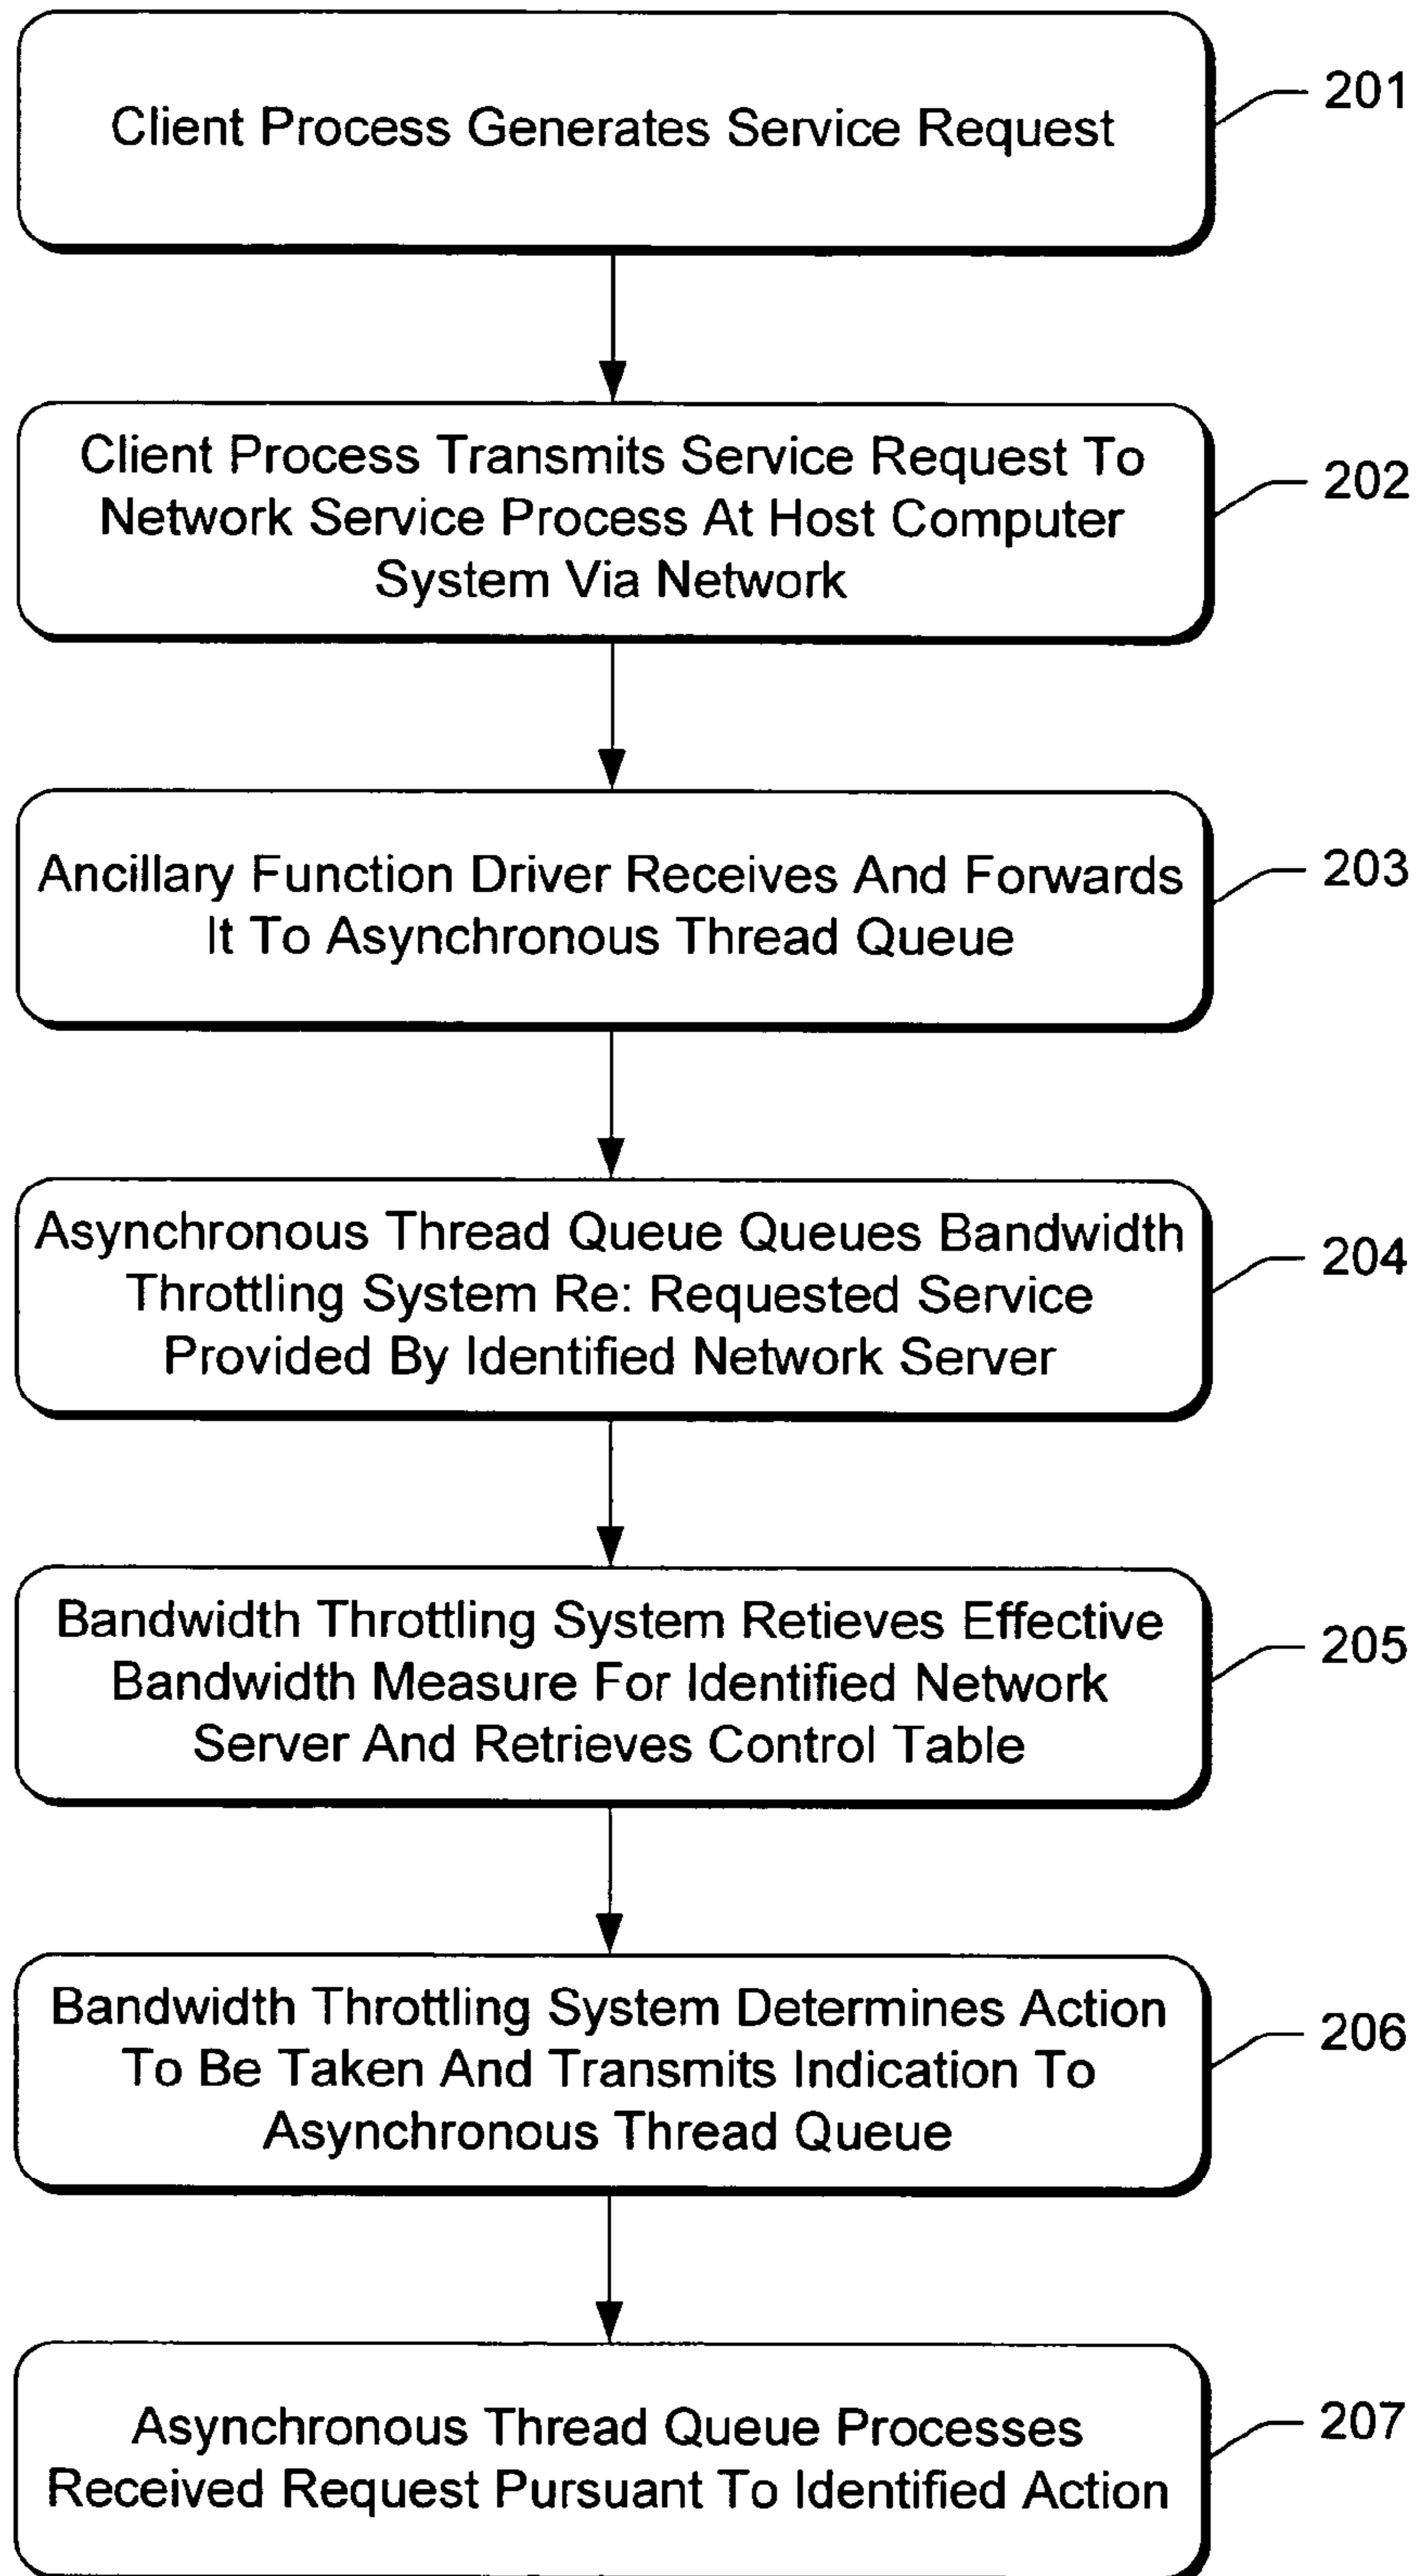 Client Process Generates Service Request
201
Client Process Transmits Service Request To
Network Service Process At Host Computer
System Via Network
202
Ancillary Function Driver Receives And Forwards
It To Asynchronous Thread Queue
203
Asynchronous Thread Queue Queues Bandwidth
Throttling System Re: Requested Service
Provided By Identified Network Server
204
Bandwidth Throttling System Retieves Effective
Bandwidth Measure For Identified Network
Server And Retrieves Control Table
205
Bandwidth Throttling System Determines Action
To Be Taken And Transmits Indication To
Asynchronous Thread Queue
206
Asynchronous Thread Queue Processes
Received Request Pursuant To Identified Action
207